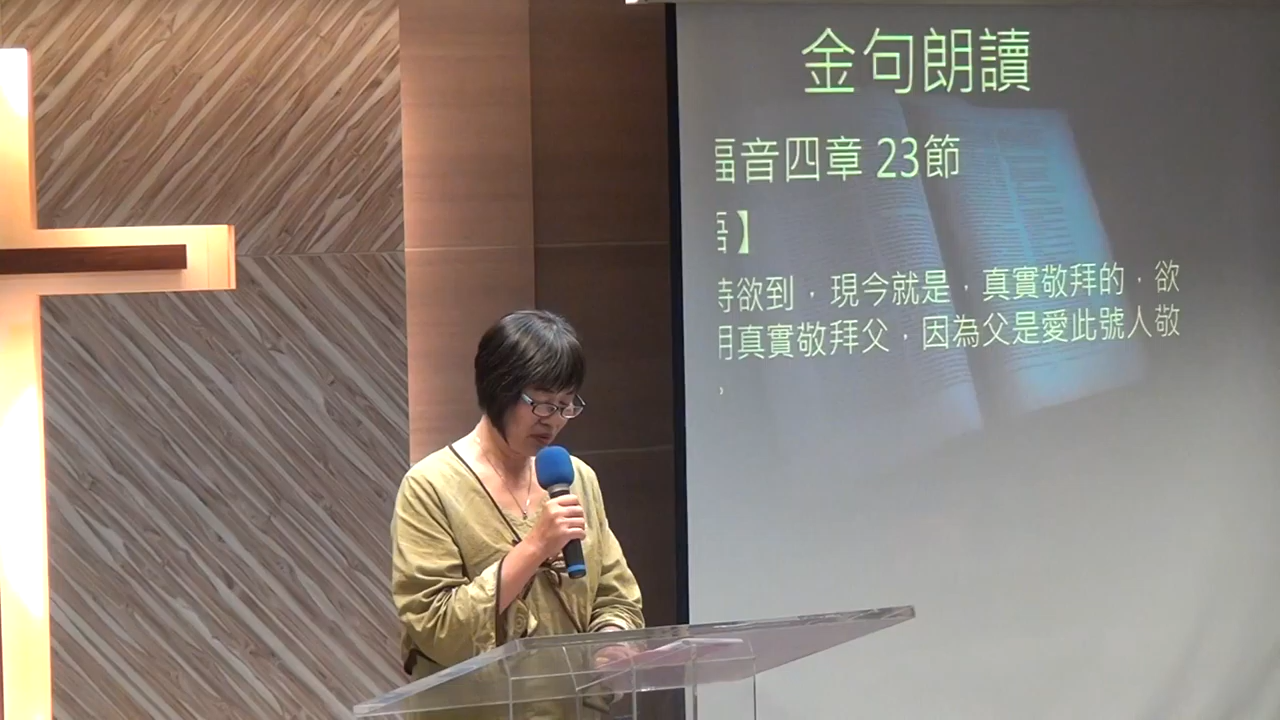 金句朗讀
福音四章 23節
語】
時欲到，現今就是，真實敬拜的，欲
用真實敬拜父，因為父是愛此號人敬
，